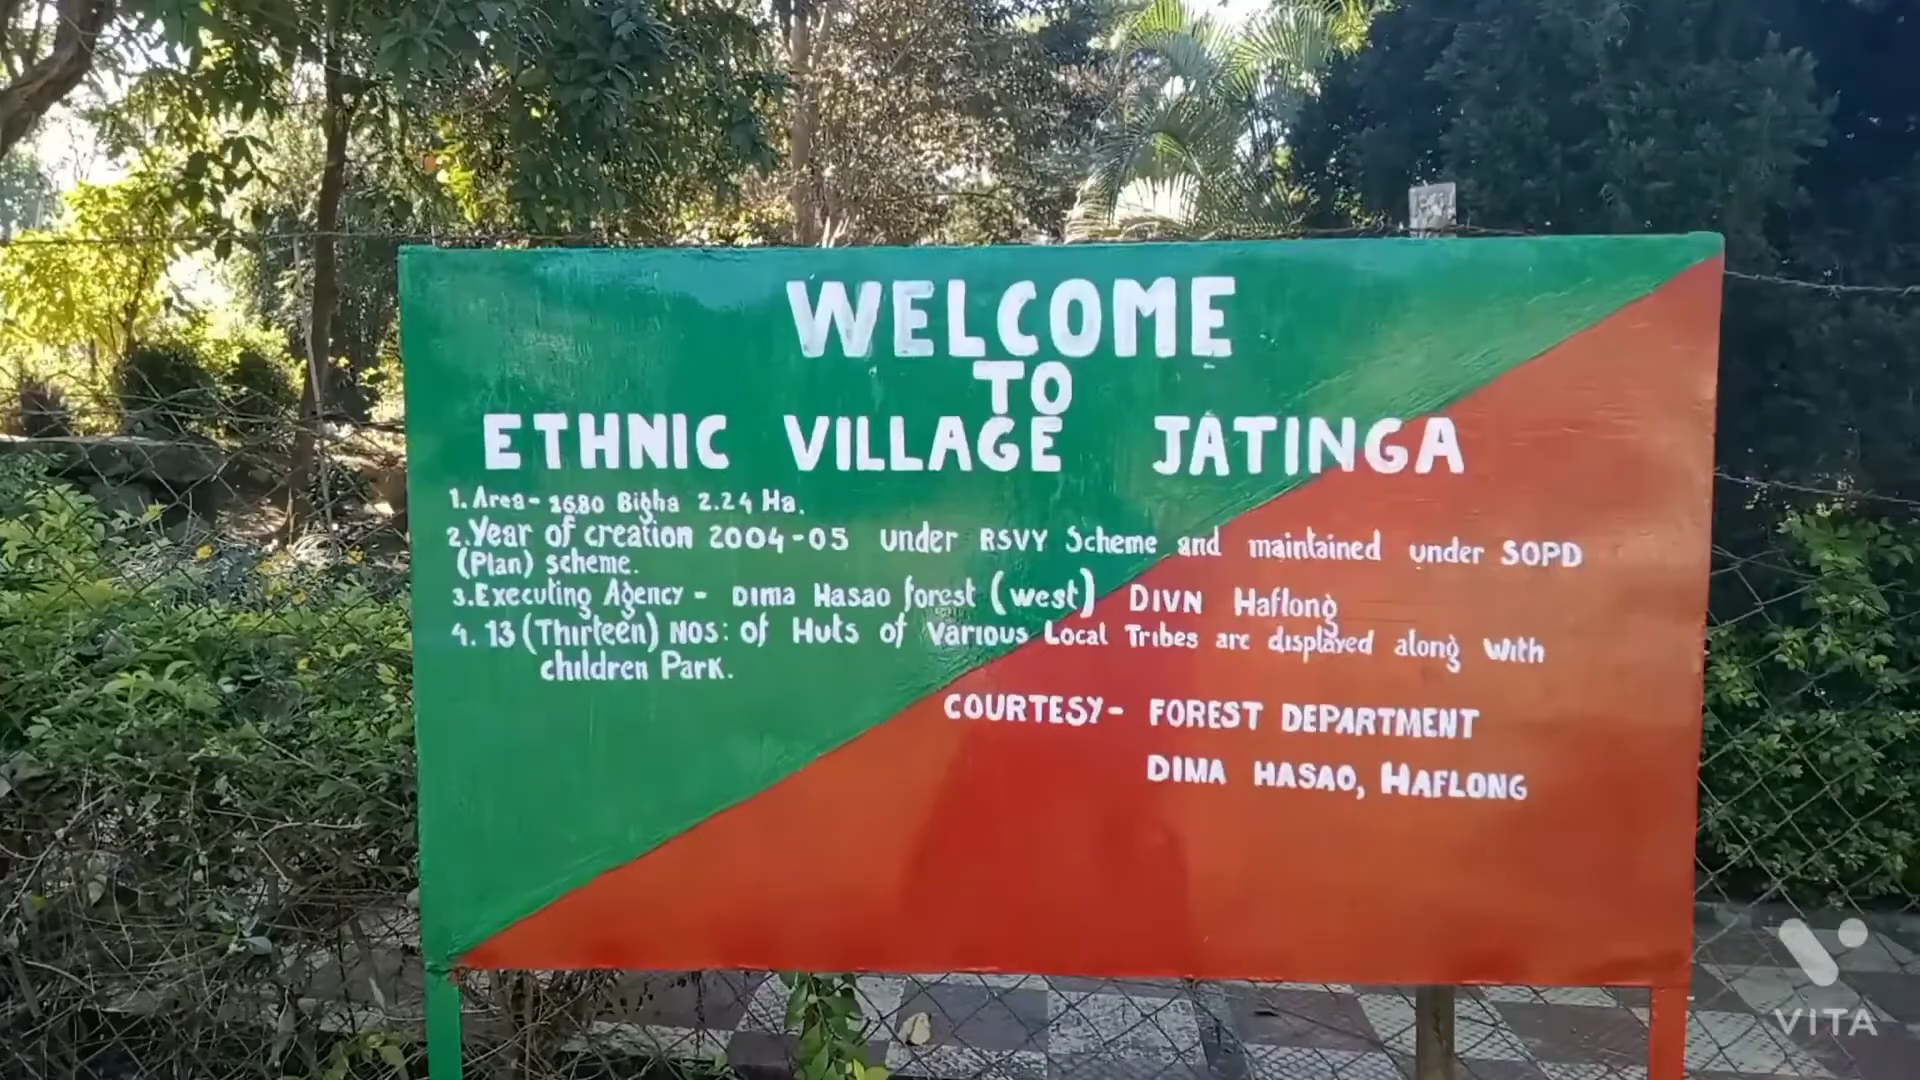 WELCOME
TO
ETHNIC VILLAGE JATINGA
1. Area- 1680 Bigha 2.24 Ha.
2. Year of creation 2004-05 under RSVY Scheme and maintained under SOPD
(Plan) scheme.
3. Executing Agency - DIMA Hasao forest (west) DIVN Haflong
4. 13 (Thirteen) NOS: of Huts of Various Local Tribes are displayed along with
children Park.
COURTESY- FOREST DEPARTMENT
DIMA HASAO, HAFLONG
VITA